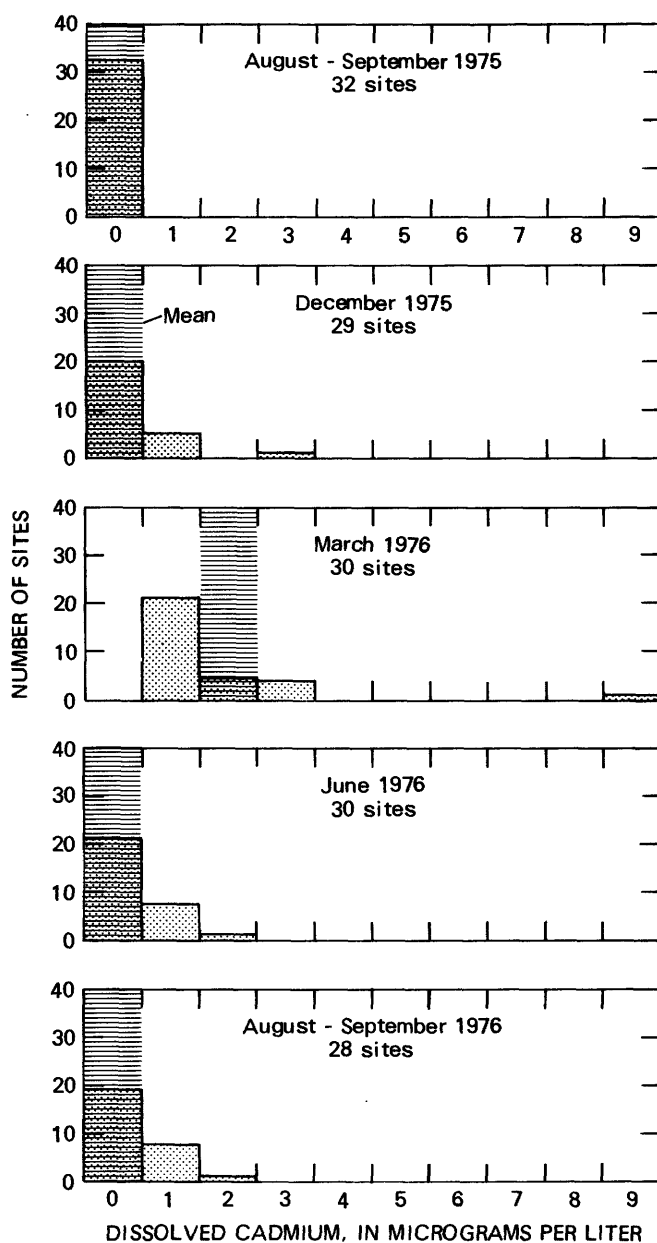 40
August - September 1975
32 sites
30
20
10
0
0 1 2 3 4 5 6 7 8 9
40
December 1975
29 sites
Mean
30
20
10
0
NUMBER OF SITES
40
March 1976
30 sites
30
20
10
0
40
June 1976
30 sites
30
20
10
0
40
August - September 1976
28 sites
30
20
10
0
0 1 2 3 4 5 6 7 8 9
DISSOLVED CADMIUM, IN MICROGRAMS PER LITER